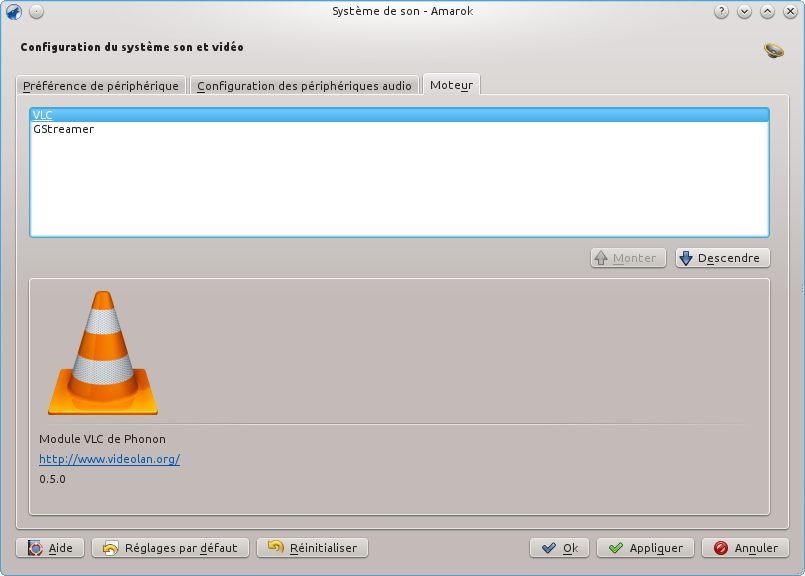 Système de son - Amarok
Configuration du système son et vidéo
Préférence de périphérique
Configuration des périphériques audio
Moteur
VLC
GStreamer
Monter
Descendre
Module VLC de Phonon
http://www.videolan.org/
0.5.0
Aide
Réglages par défaut
Réinitialiser
Ok
Appliquer
Annuler